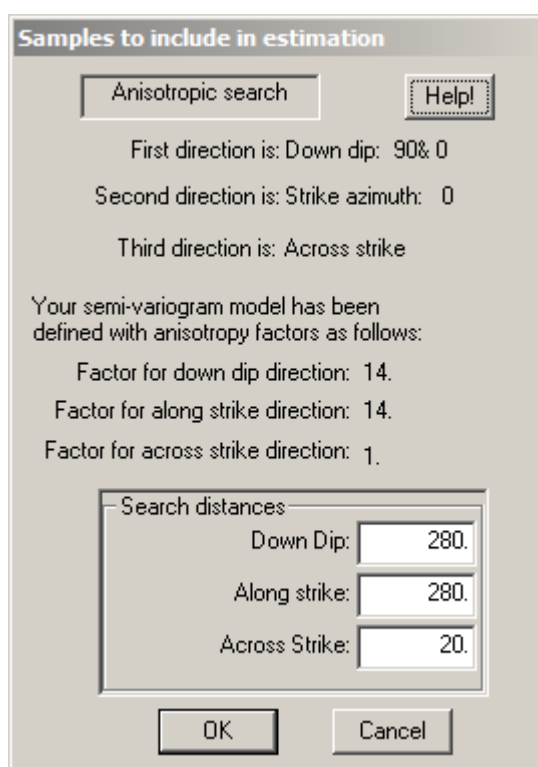 Samples to include in estimation
Anisotropic search
Help!
First direction is: Down dip: 90& 0
Second direction is: Strike azimuth: 0
Third direction is: Across strike
Your semi-variogram model has been
defined with anisotropy factors as follows:
Factor for down dip direction: 14.
Factor for along strike direction: 14.
Factor for across strike direction: 1.
Search distances
Down Dip: 280.
Along strike: 280.
Across Strike: 20.
OK Cancel